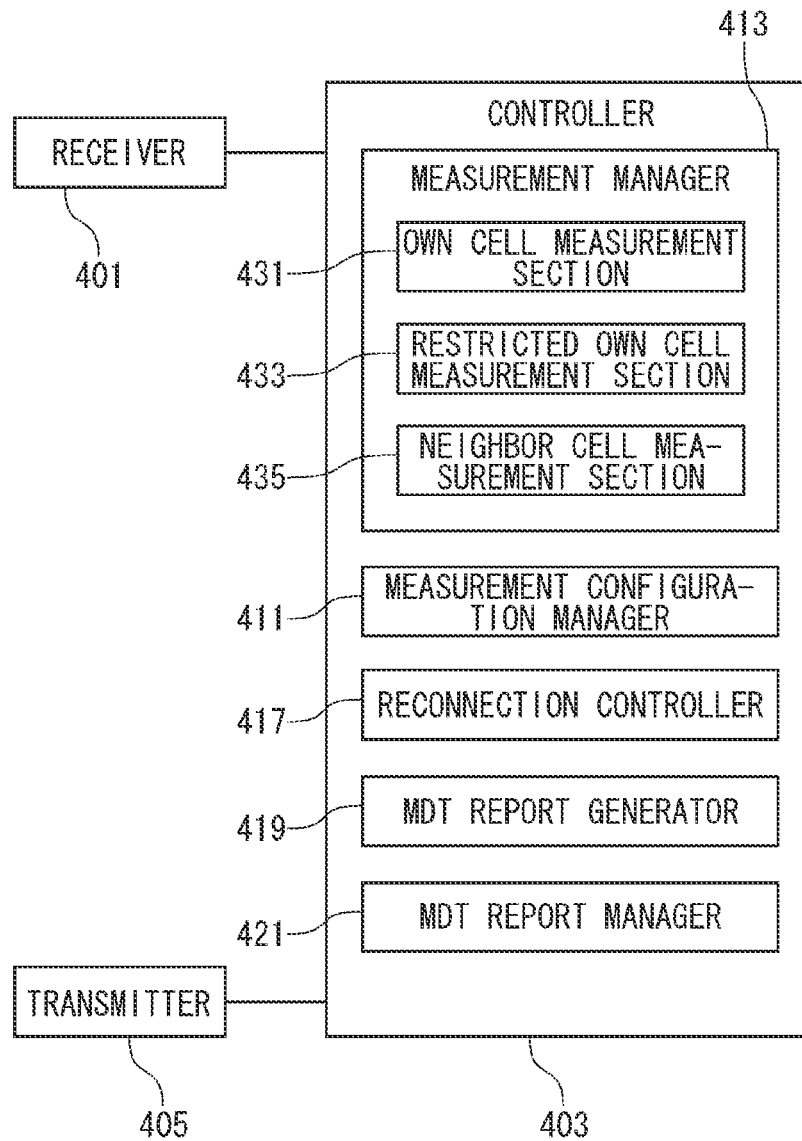 413
CONTROLLER
RECEIVER
401
MEASUREMENT MANAGER
OWN CELL MEASUREMENT
SECTION
431
RESTRICTED OWN CELL
MEASUREMENT SECTION
433
NEIGHBOR CELL MEA-
SUREMENT SECTION
435
MEASUREMENT CONFIGURA-
TION MANAGER
411
RECONNECTION CONTROLLER
417
MDT REPORT GENERATOR
419
MDT REPORT MANAGER
421
TRANSMITTER
405
403